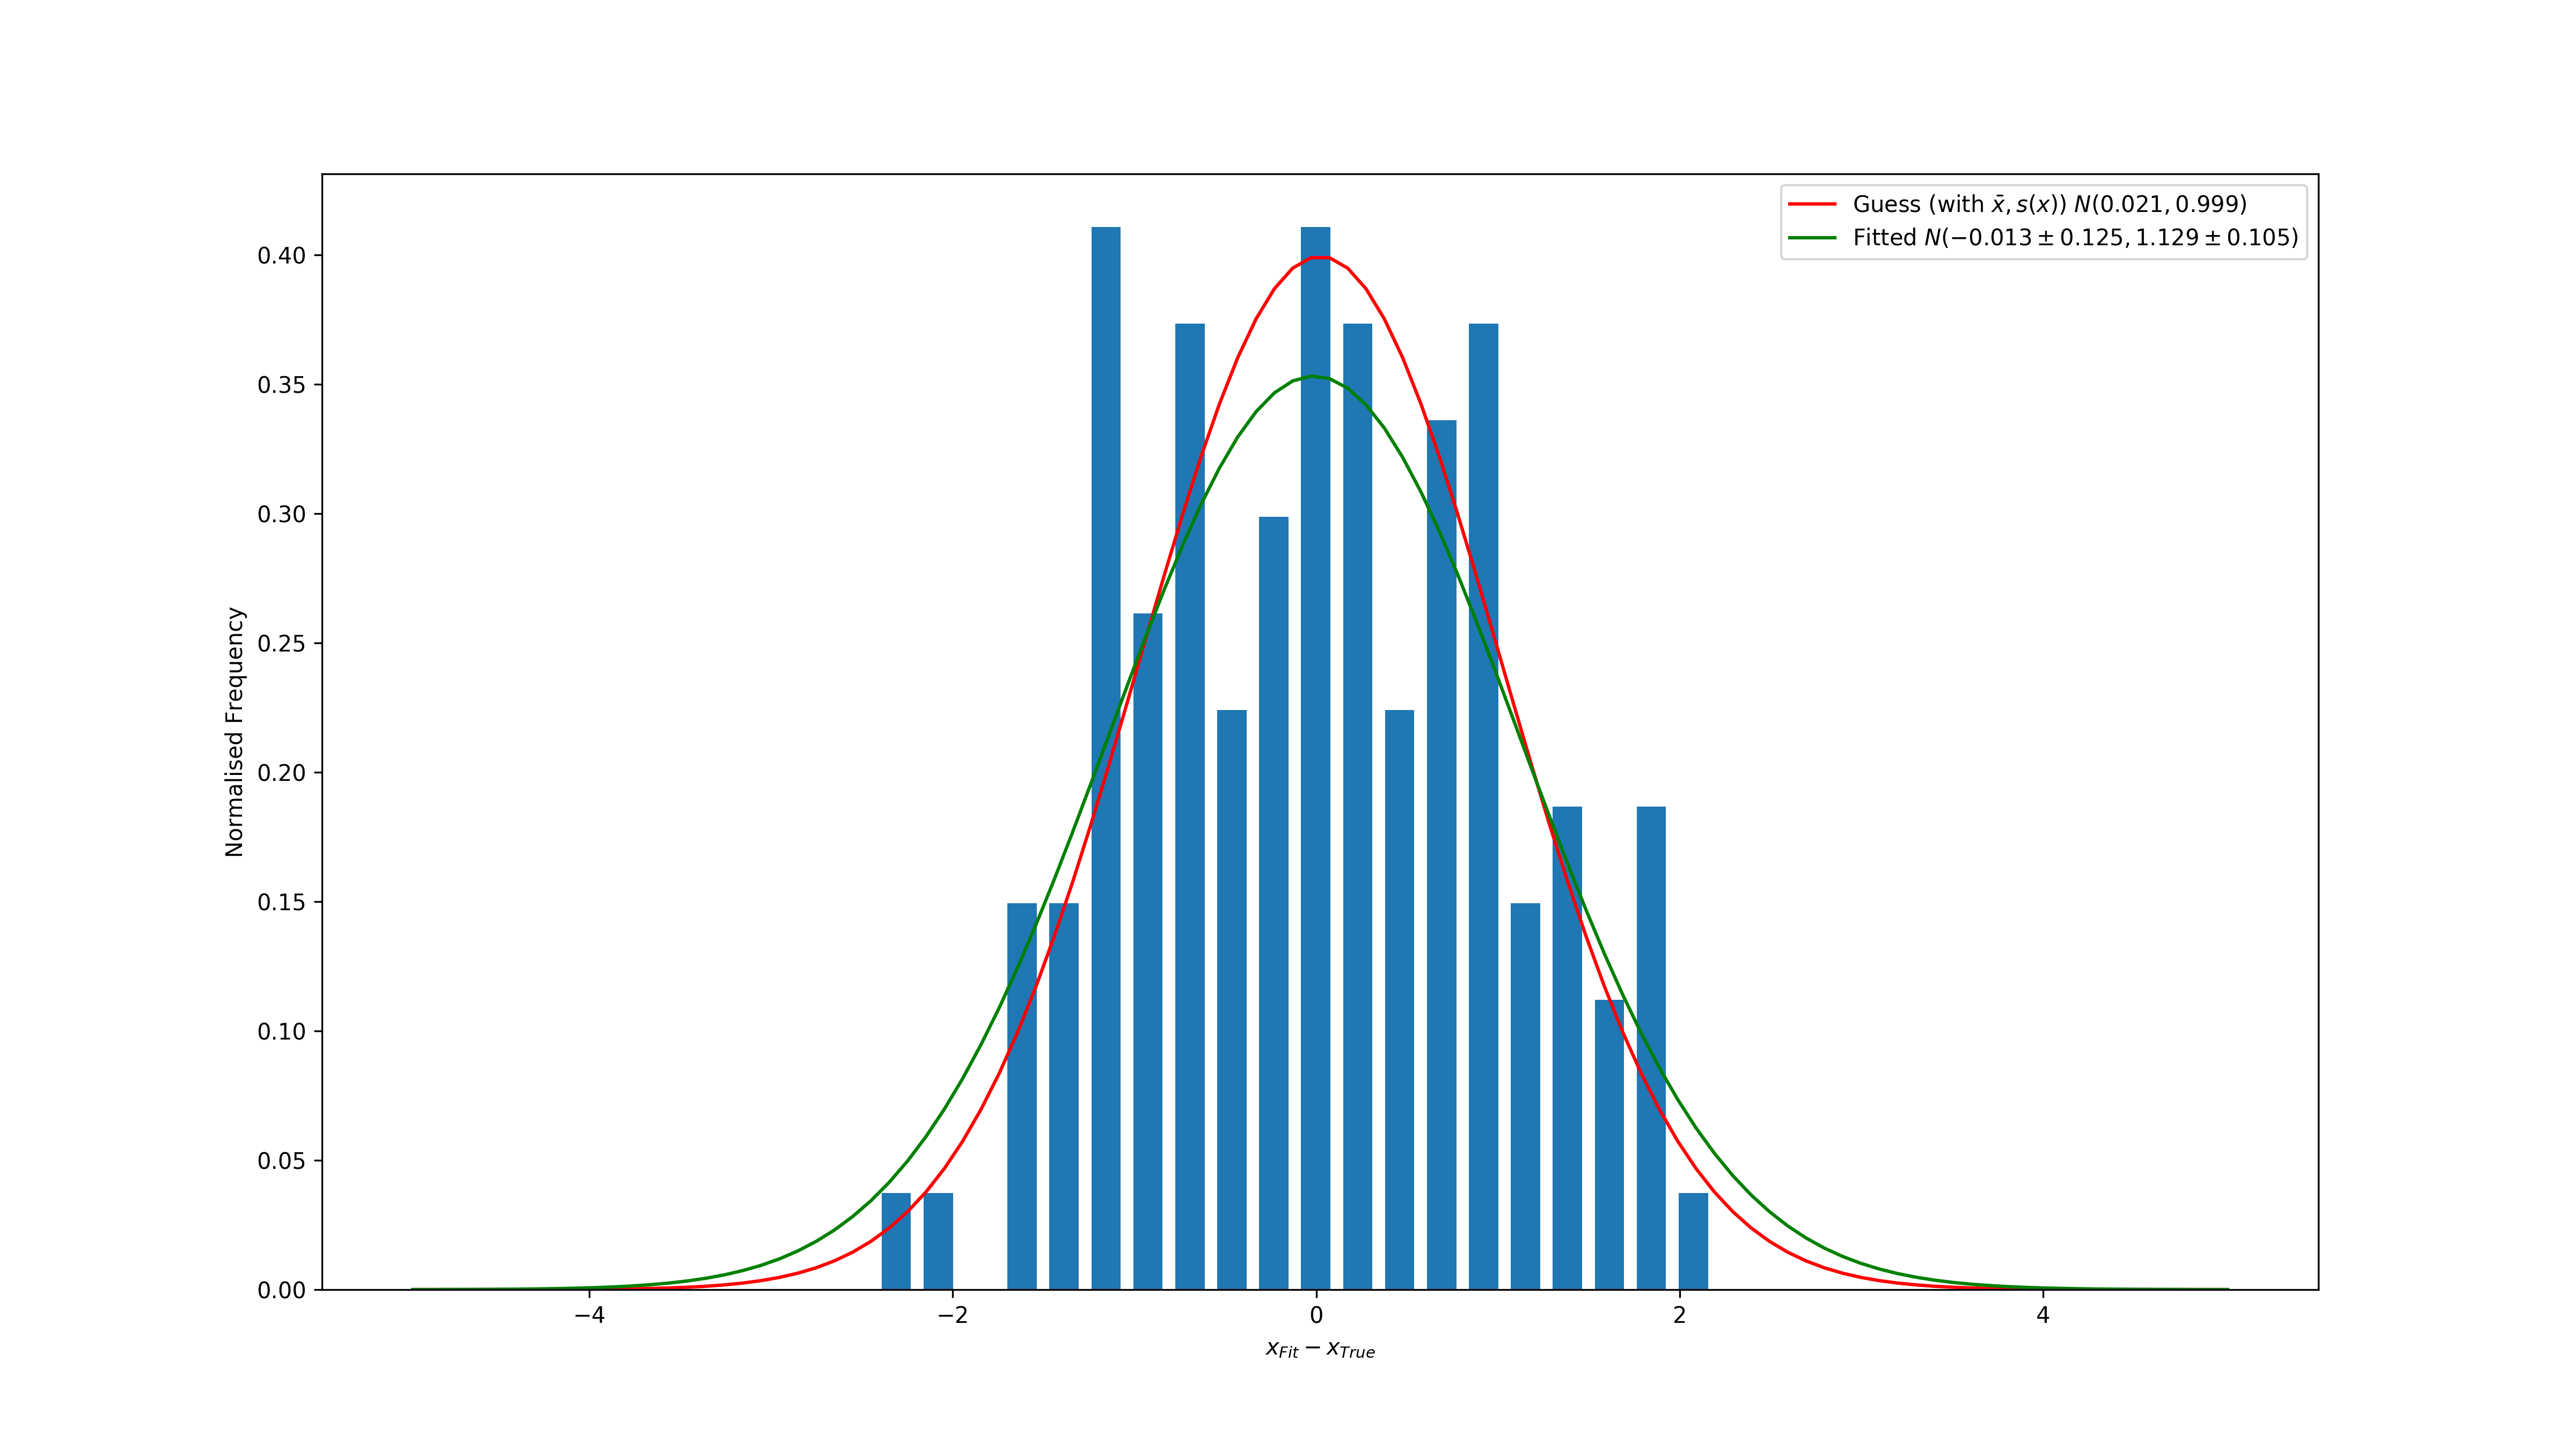 Guess (with x̄, s(x)) N(0.021, 0.999)
Fitted N(−0.013 ± 0.125, 1.129 ± 0.105)
0.40
0.35
0.30
0.25
0.20
0.15
0.10
0.05
0.00
Normalised Frequency
−4 −2 0 2 4
x_Fit − x_True